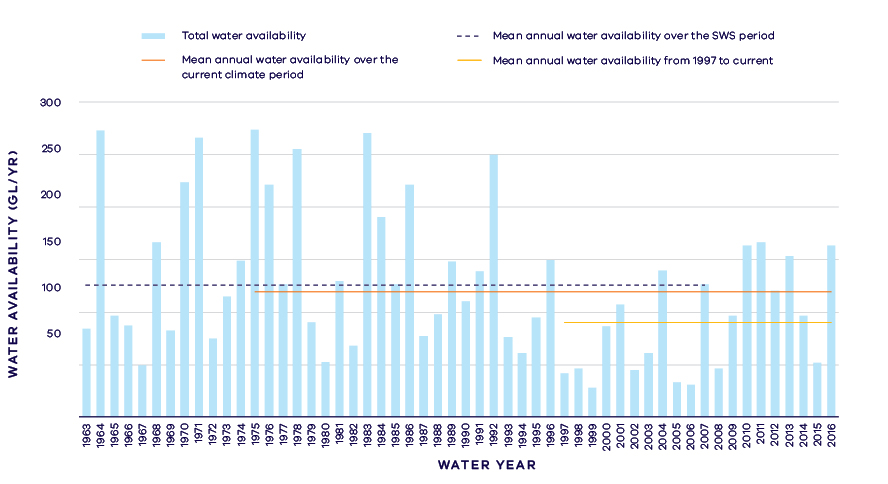 Total water availability
Mean annual water availability over the SWS period
Mean annual water availability over the
current climate period
Mean annual water availability from 1997 to current
300
250
200
150
100
50
WATER AVAILABILITY (GL/YR)
1963 1964 1965 1966 1967 1968 1969 1970 1971 1972 1973 1974 1975 1976 1977 1978 1979 1980 1981 1982 1983 1984 1985 1986 1987 1988 1989 1990 1991 1992 1993 1994 1995 1996 1997 1998 1999 2000 2001 2002 2003 2004 2005 2006 2007 2008 2009 2010 2011 2012 2013 2014 2015 2016
WATER YEAR